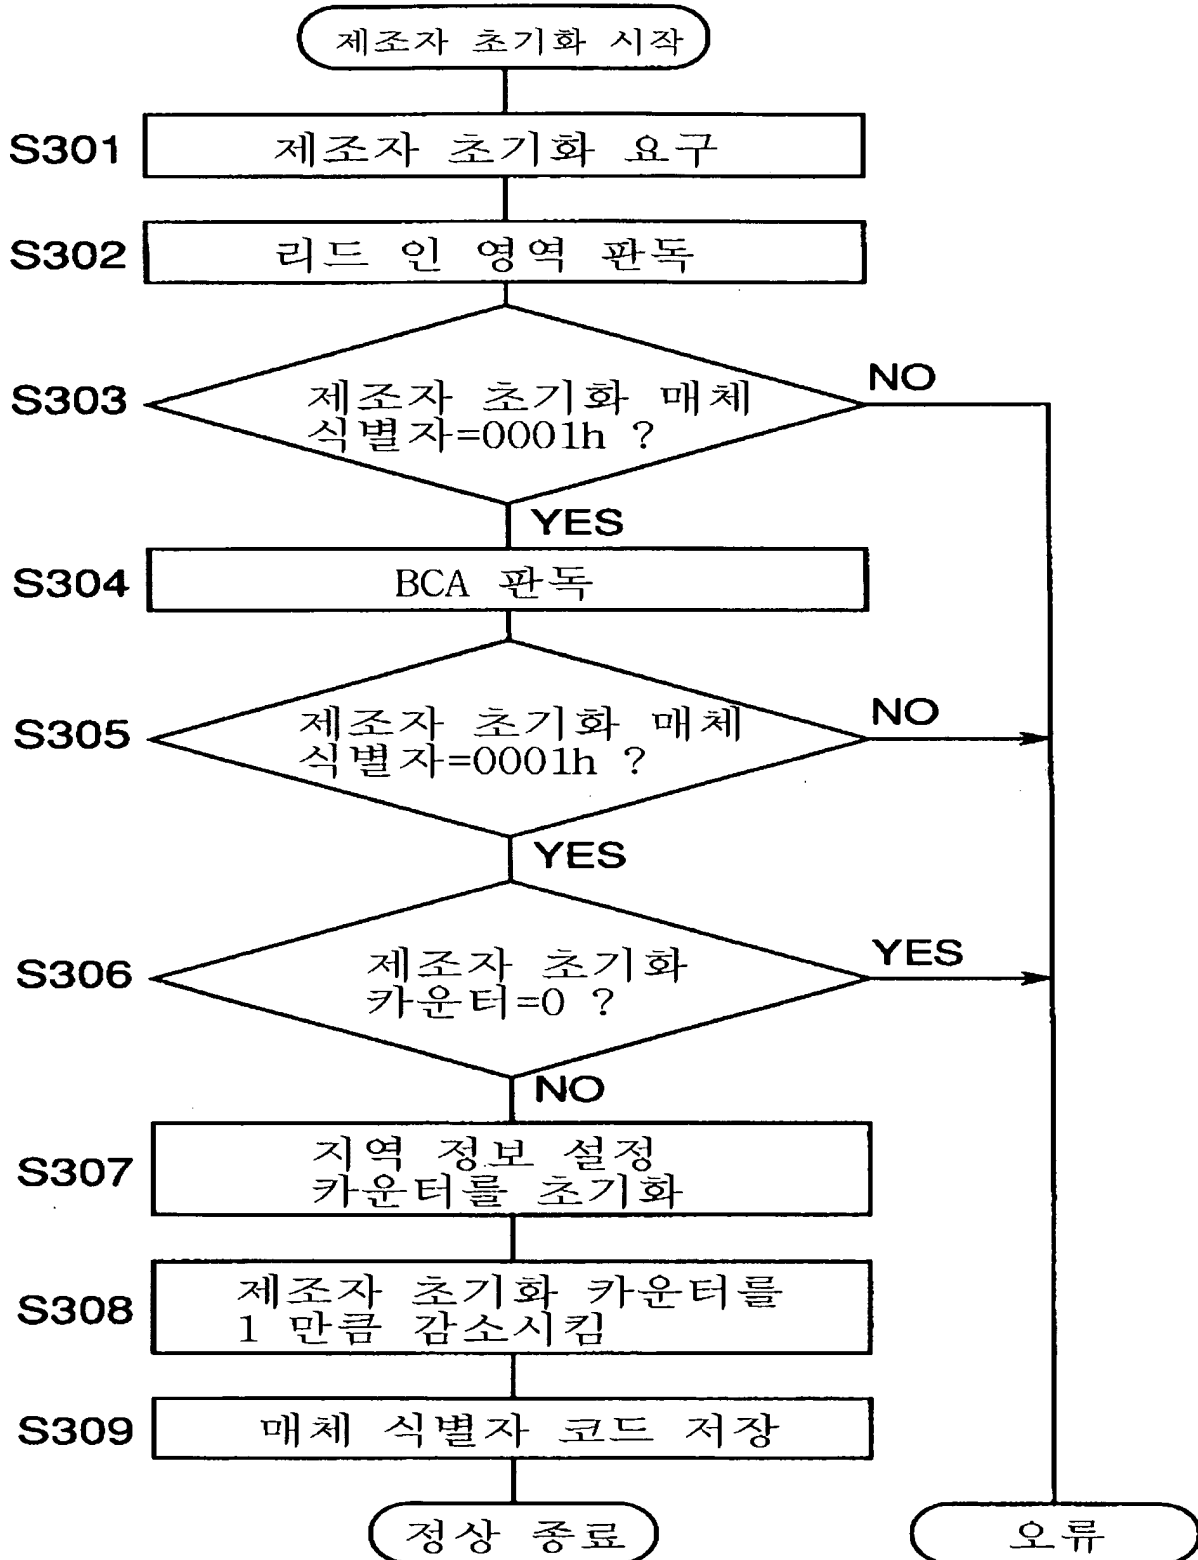 제조자 초기화 시작
S301
제조자 초기화 요구
S302
리드 인 영역 판독
S303
제조자 초기화 매체
식별자=0001h ?
NO
YES
S304
BCA 판독
S305
제조자 초기화 매체
식별자=0001h ?
NO
YES
S306
제조자 초기화
카운터=0 ?
YES
NO
S307
지역 정보 설정
카운터를 초기화
S308
제조자 초기화 카운터를
1 만큼 감소시킴
S309
매체 식별자 코드 저장
정상 종료
오류